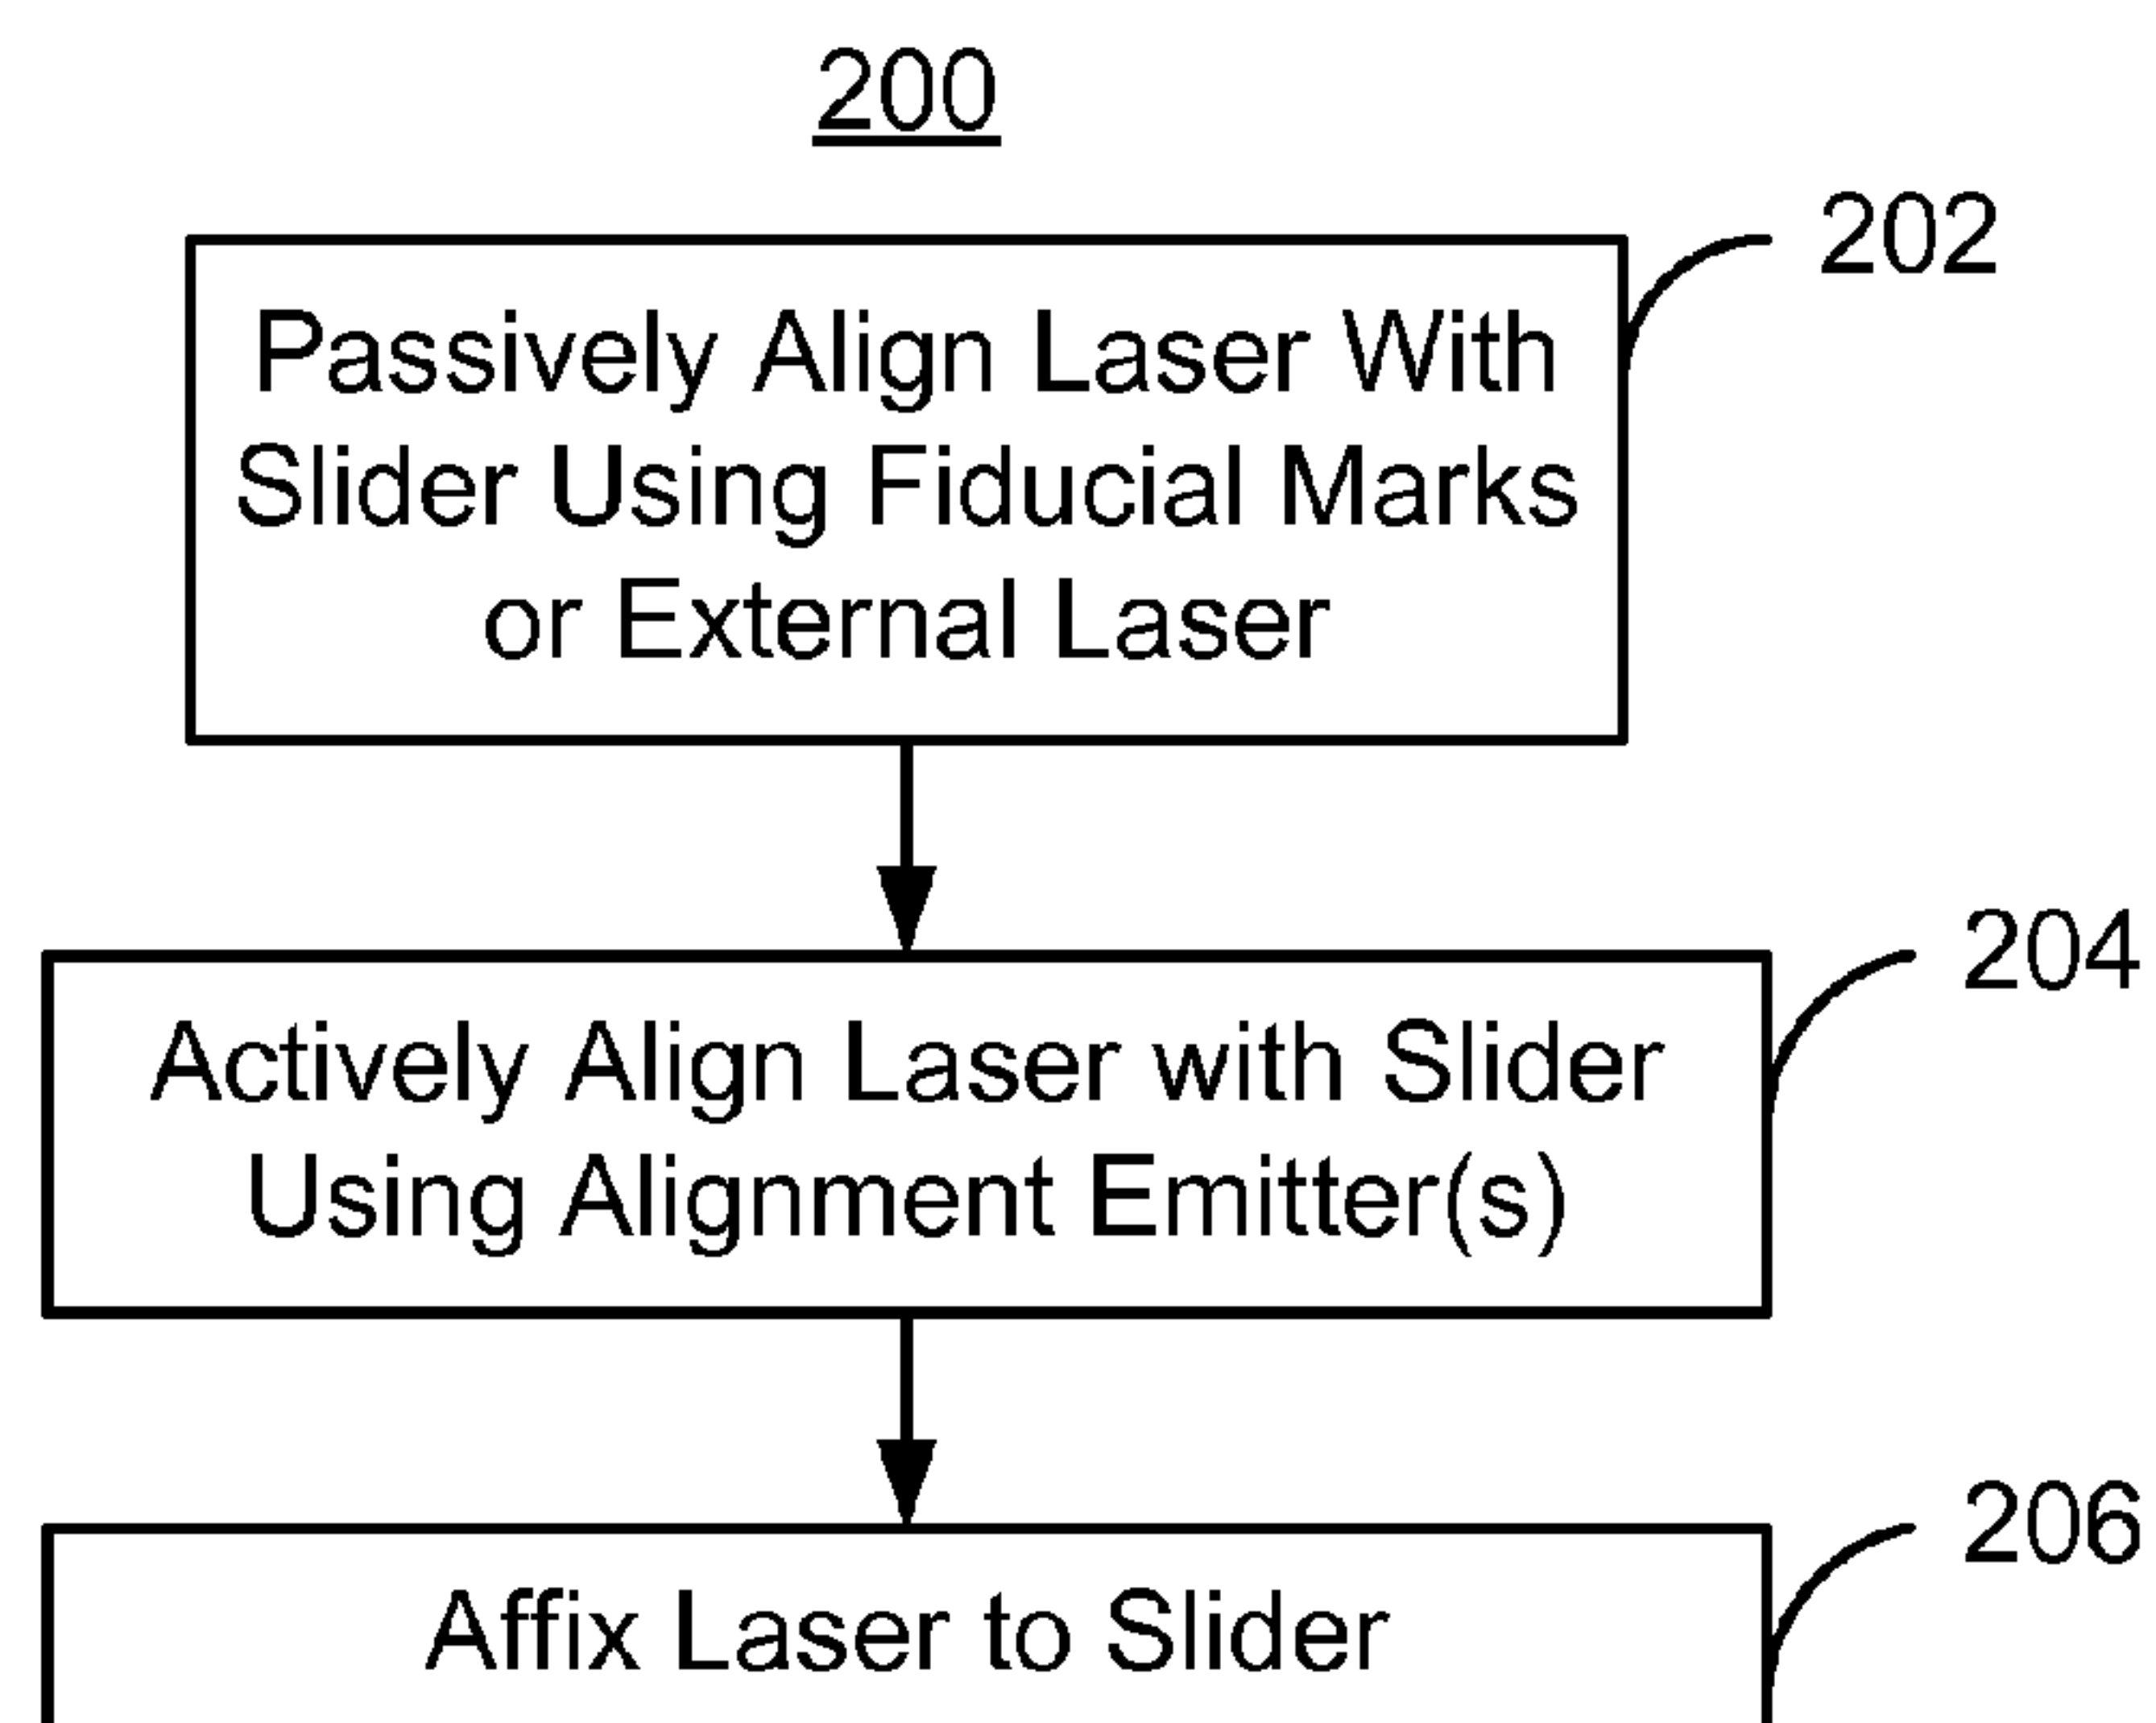 200
202
Passively Align Laser With
Slider Using Fiducial Marks
or External Laser
204
Actively Align Laser with Slider
Using Alignment Emitter(s)
206
Affix Laser to Slider